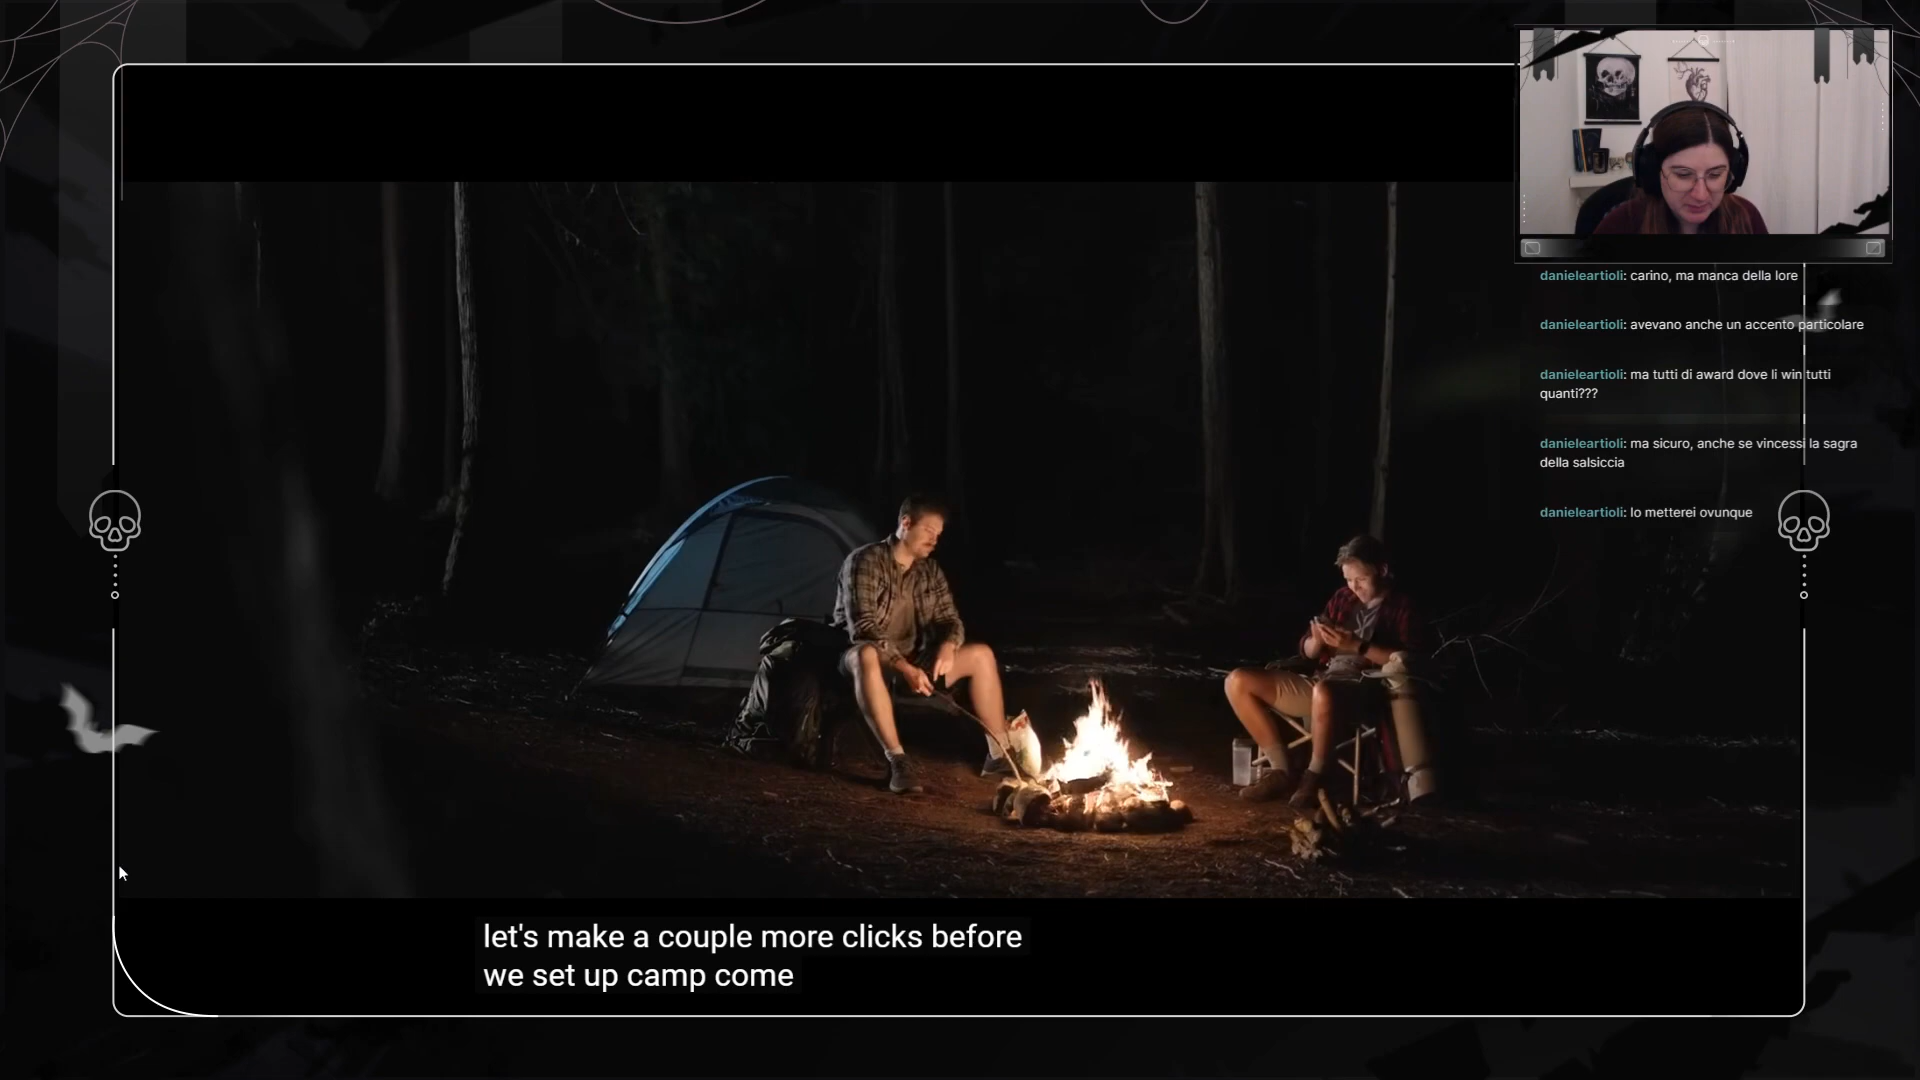 danieleartioli: carino, ma manca della lore
danieleartioli: avevano anche un accento particolare
danieleartioli: ma tutti di award dove li win tutti
quanti???
danieleartioli: ma sicuro, anche se vincessi la sagra
della salsiccia
danieleartioli: lo metterei ovunque
let's make a couple more clicks before
we set up camp come